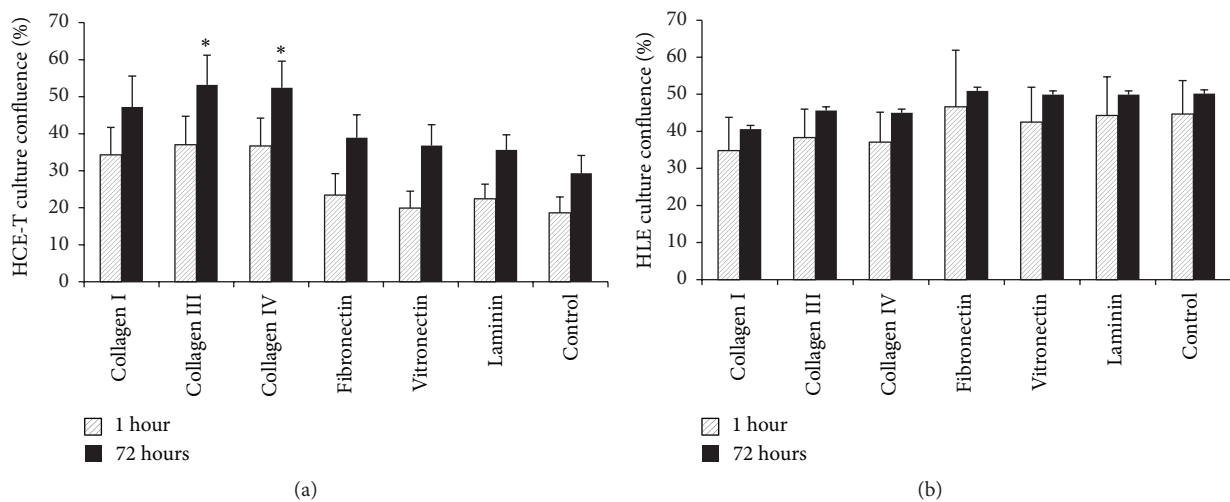 HCE-T culture confluence (%)
70
60
50
40
30
20
10
0
*
*
Collagen I
Collagen III
Collagen IV
Fibronectin
Vitronectin
Laminin
Control
1 hour
72 hours
(a)
HLE culture confluence (%)
70
60
50
40
30
20
10
0
Collagen I
Collagen III
Collagen IV
Fibronectin
Vitronectin
Laminin
Control
1 hour
72 hours
(b)